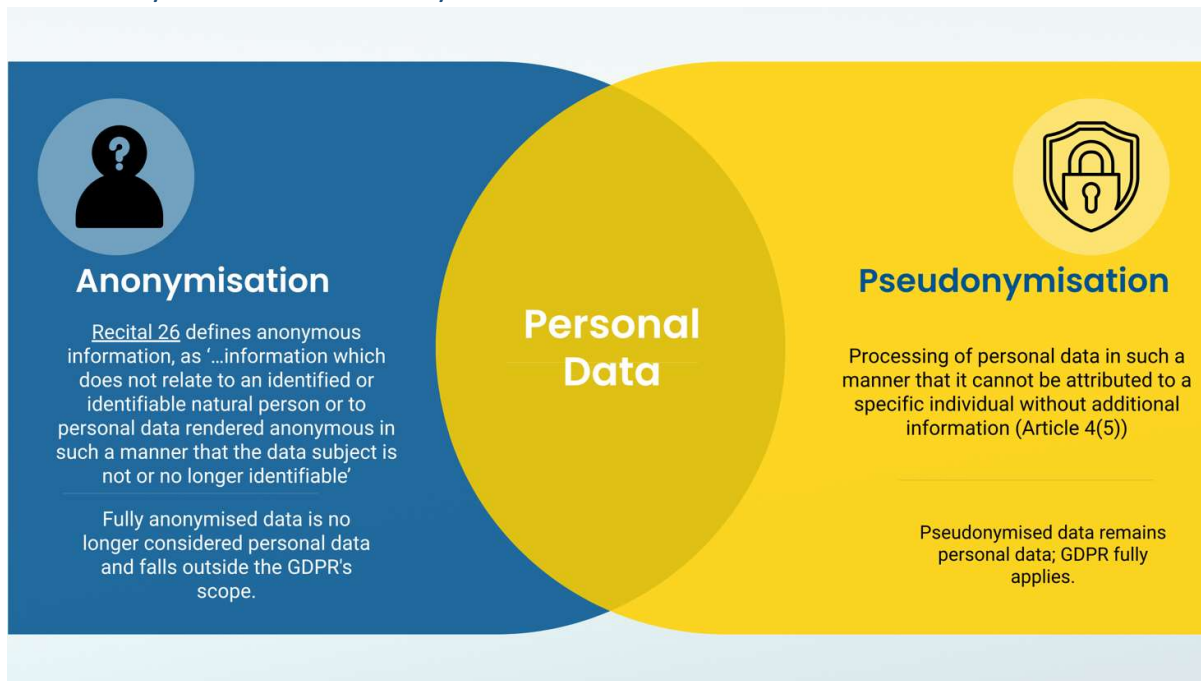 Anonymisation
Recital 26 defines anonymous
information, as ‘...information which
does not relate to an identified or
identifiable natural person or to
personal data rendered anonymous in
such a manner that the data subject is
not or no longer identifiable’
Fully anonymised data is no
longer considered personal data
and falls outside the GDPR's
scope.
Personal
Data
Pseudonymisation
Processing of personal data in such a
manner that it cannot be attributed to a
specific individual without additional
information (Article 4(5))
Pseudonymised data remains
personal data; GDPR fully
applies.